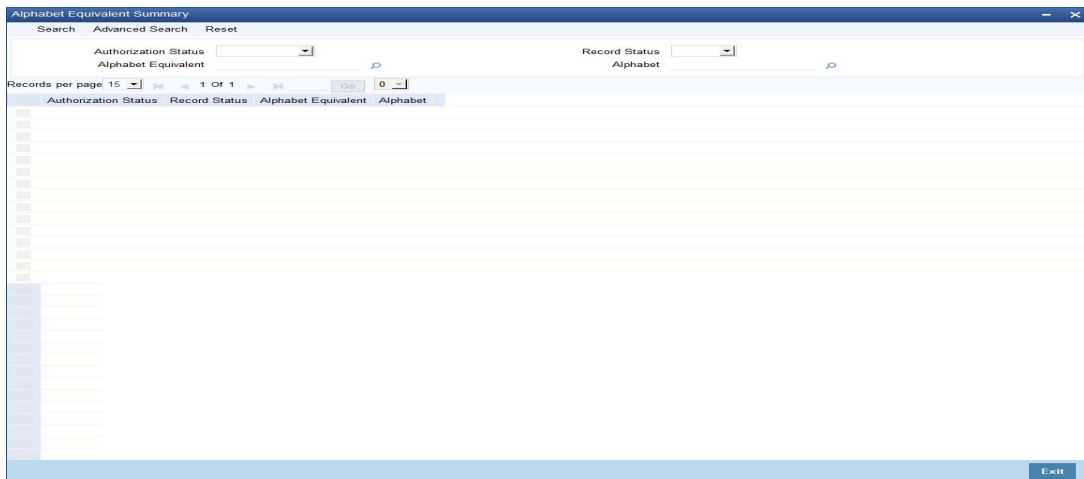 Alphabet Equivalent Summary
Search Advanced Search Reset
Authorization Status Record Status
Alphabet Equivalent Alphabet
Records per page 15 1 Of 1 Go 0
Authorization Status Record Status Alphabet Equivalent Alphabet
Exit